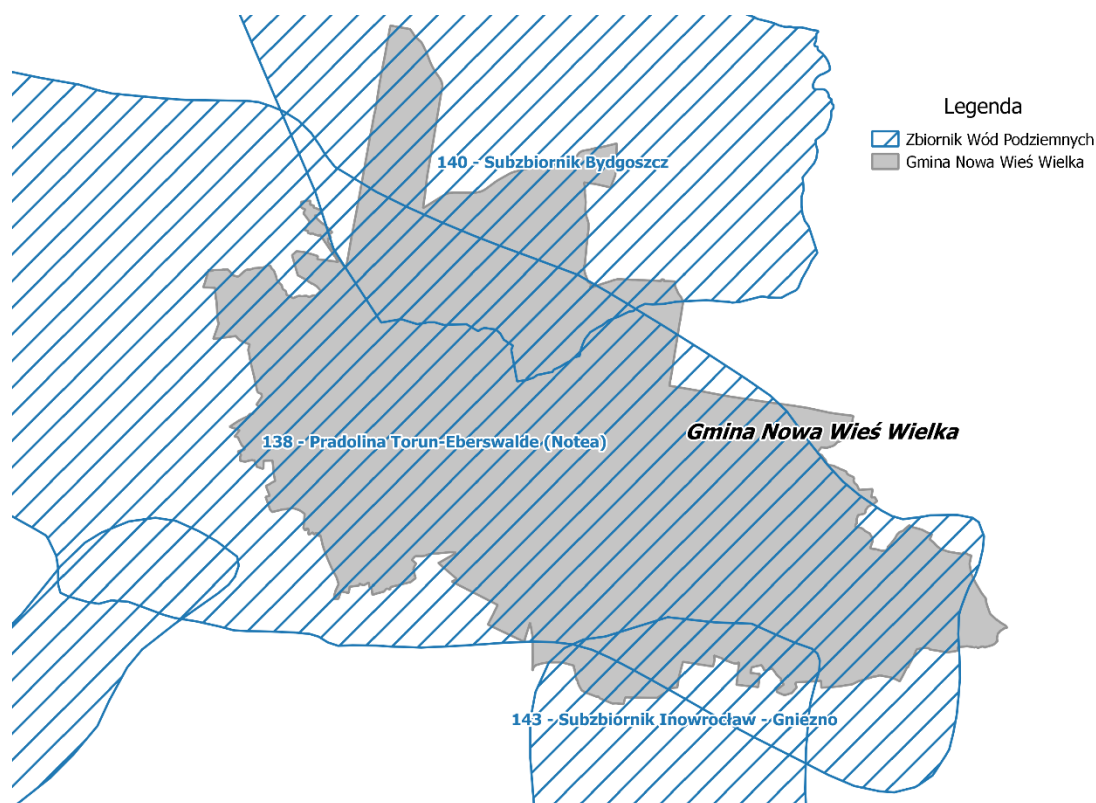 Legenda
Zbiornik Wód Podziemnych
Gmina Nowa Wieś Wielka
140 - Subzbiornik Bydgoszcz
Gmina Nowa Wieś Wielka
138 - Pradolina Torun-Eberswalde (Notea)
143 - Subzbiornik Inowrocław - Gniezno